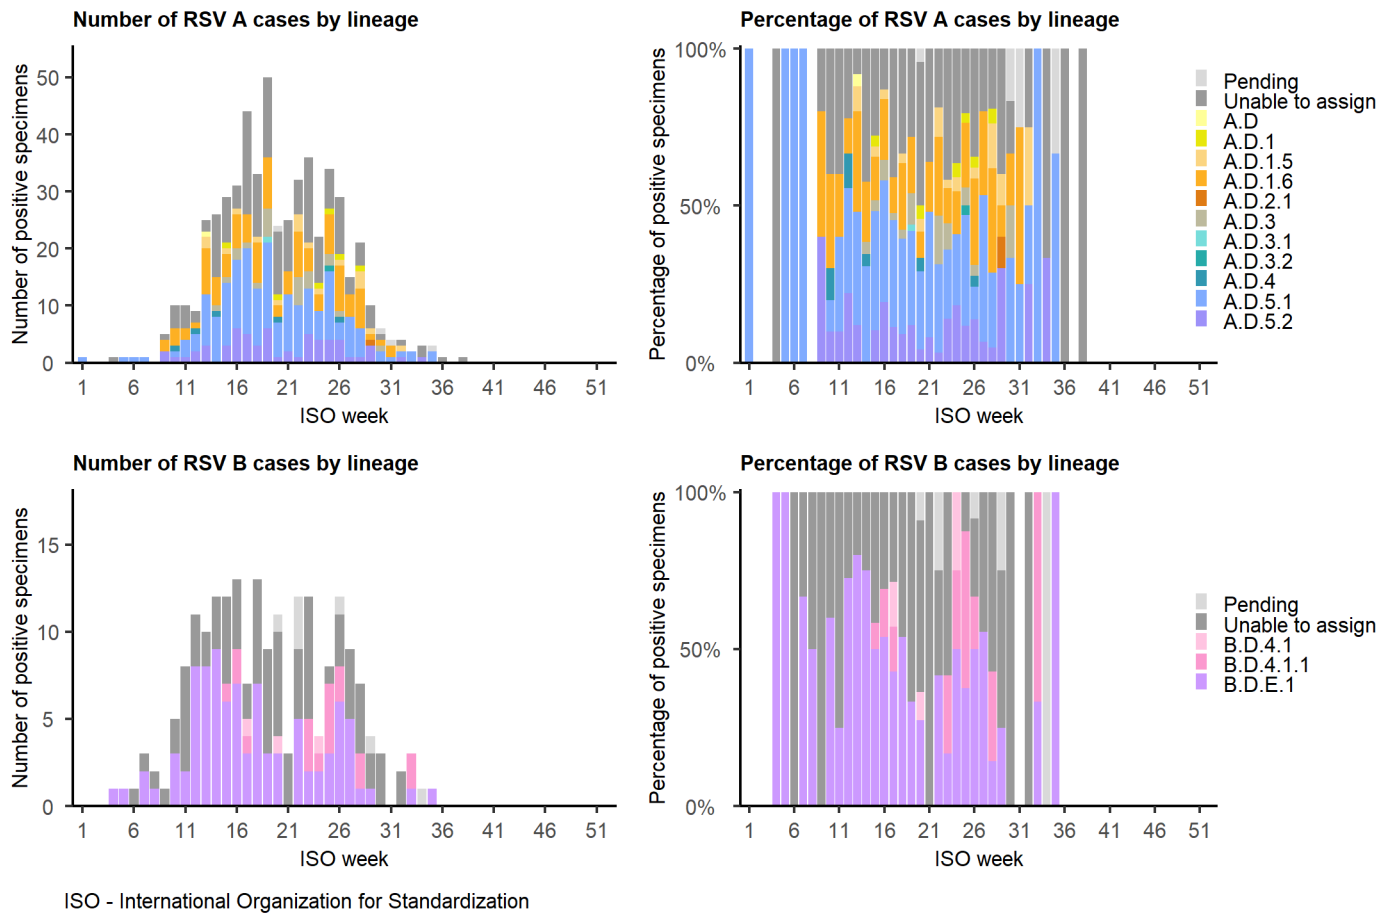 Number of RSV A cases by lineage
Number of positive specimens
50
40
30
20
10
0
1 6 11 16 21 26 31 36 41 46 51
ISO week
Percentage of RSV A cases by lineage
Percentage of positive specimens
100%
50%
0%
1 6 11 16 21 26 31 36 41 46 51
ISO week
Pending
Unable to assign
A.D
A.D.1
A.D.1.5
A.D.1.6
A.D.2.1
A.D.3
A.D.3.1
A.D.3.2
A.D.4
A.D.5.1
A.D.5.2
Number of RSV B cases by lineage
Number of positive specimens
15
10
5
0
1 6 11 16 21 26 31 36 41 46 51
ISO week
Percentage of RSV B cases by lineage
Percentage of positive specimens
100%
50%
0%
1 6 11 16 21 26 31 36 41 46 51
ISO week
Pending
Unable to assign
B.D.4.1
B.D.4.1.1
B.D.E.1
ISO - International Organization for Standardization